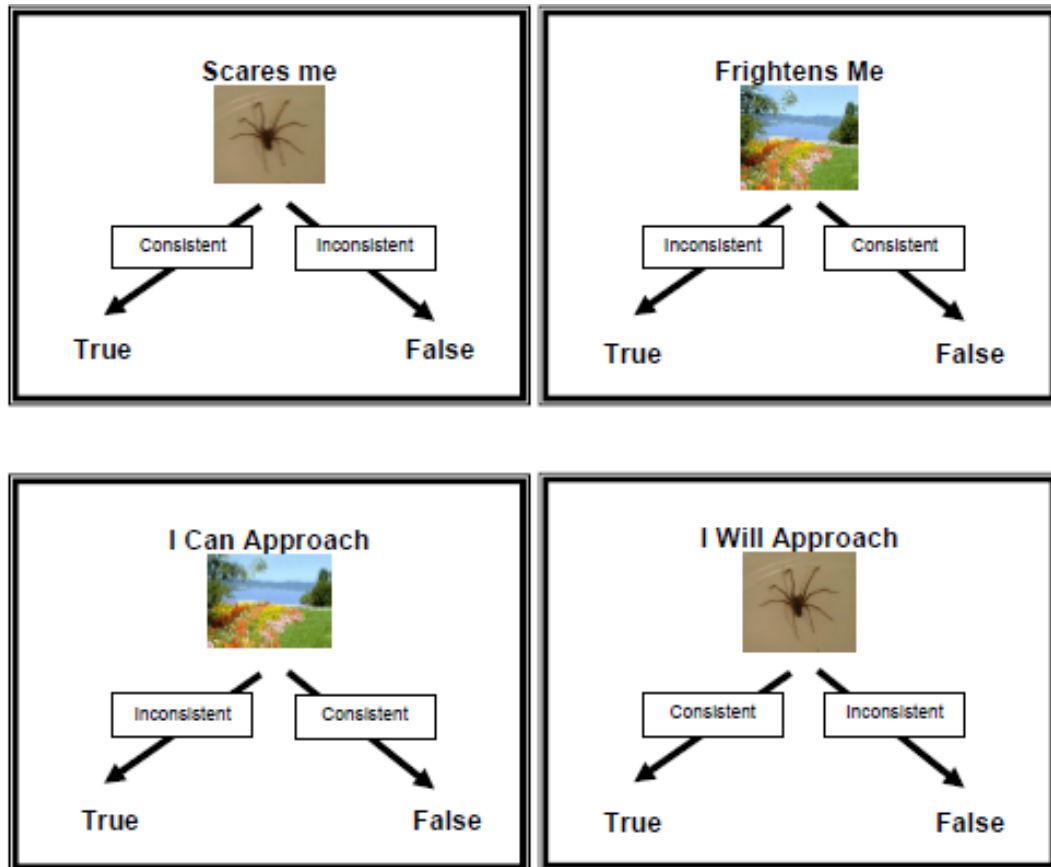 Scares me
Consistent
Inconsistent
True
False
Frightens Me
Inconsistent
Consistent
True
False
I Can Approach
Inconsistent
Consistent
True
False
I Will Approach
Consistent
Inconsistent
True
False